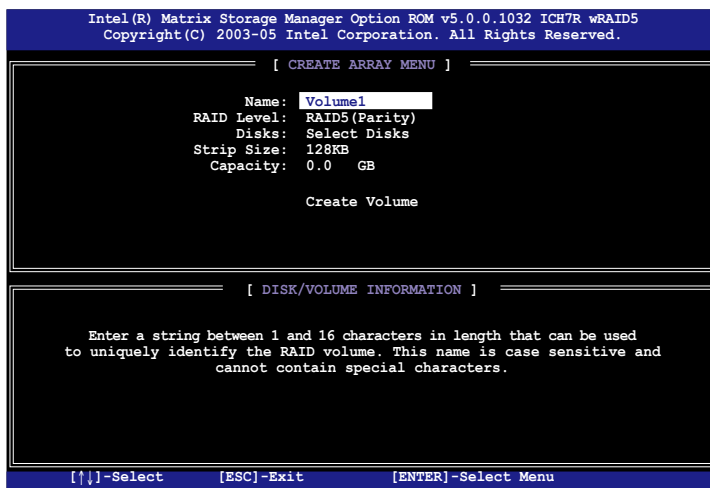 Intel(R) Matrix Storage Manager Option ROM v5.0.0.1032 ICH7R wRAID5
Copyright(C) 2003-05 Intel Corporation. All Rights Reserved.
[ CREATE ARRAY MENU ]
Name: Volume1
RAID Level: RAID5(Parity)
Disks: Select Disks
Strip Size: 128KB
Capacity: 0.0 GB
Create Volume
[ DISK/VOLUME INFORMATION ]
Enter a string between 1 and 16 characters in length that can be used
to uniquely identify the RAID volume. This name is case sensitive and
cannot contain special characters.
[↑↓]-Select [ESC]-Exit [ENTER]-Select Menu